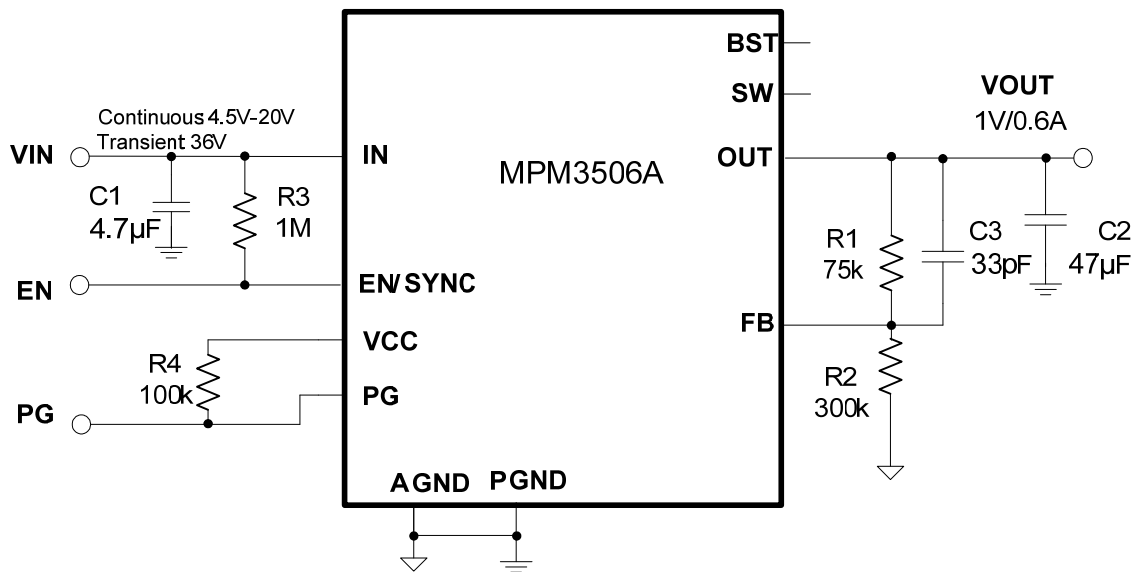 BST
SW
VOUT
1V/0.6A
Continuous 4.5V-20V
Transient 36V
VIN
IN
MPM3506A
OUT
C1
4.7µF
R3
1M
R1
75k
C3
33pF
C2
47µF
EN
EN/SYNC
FB
VCC
R4
100k
PG
PG
R2
300k
AGND
PGND